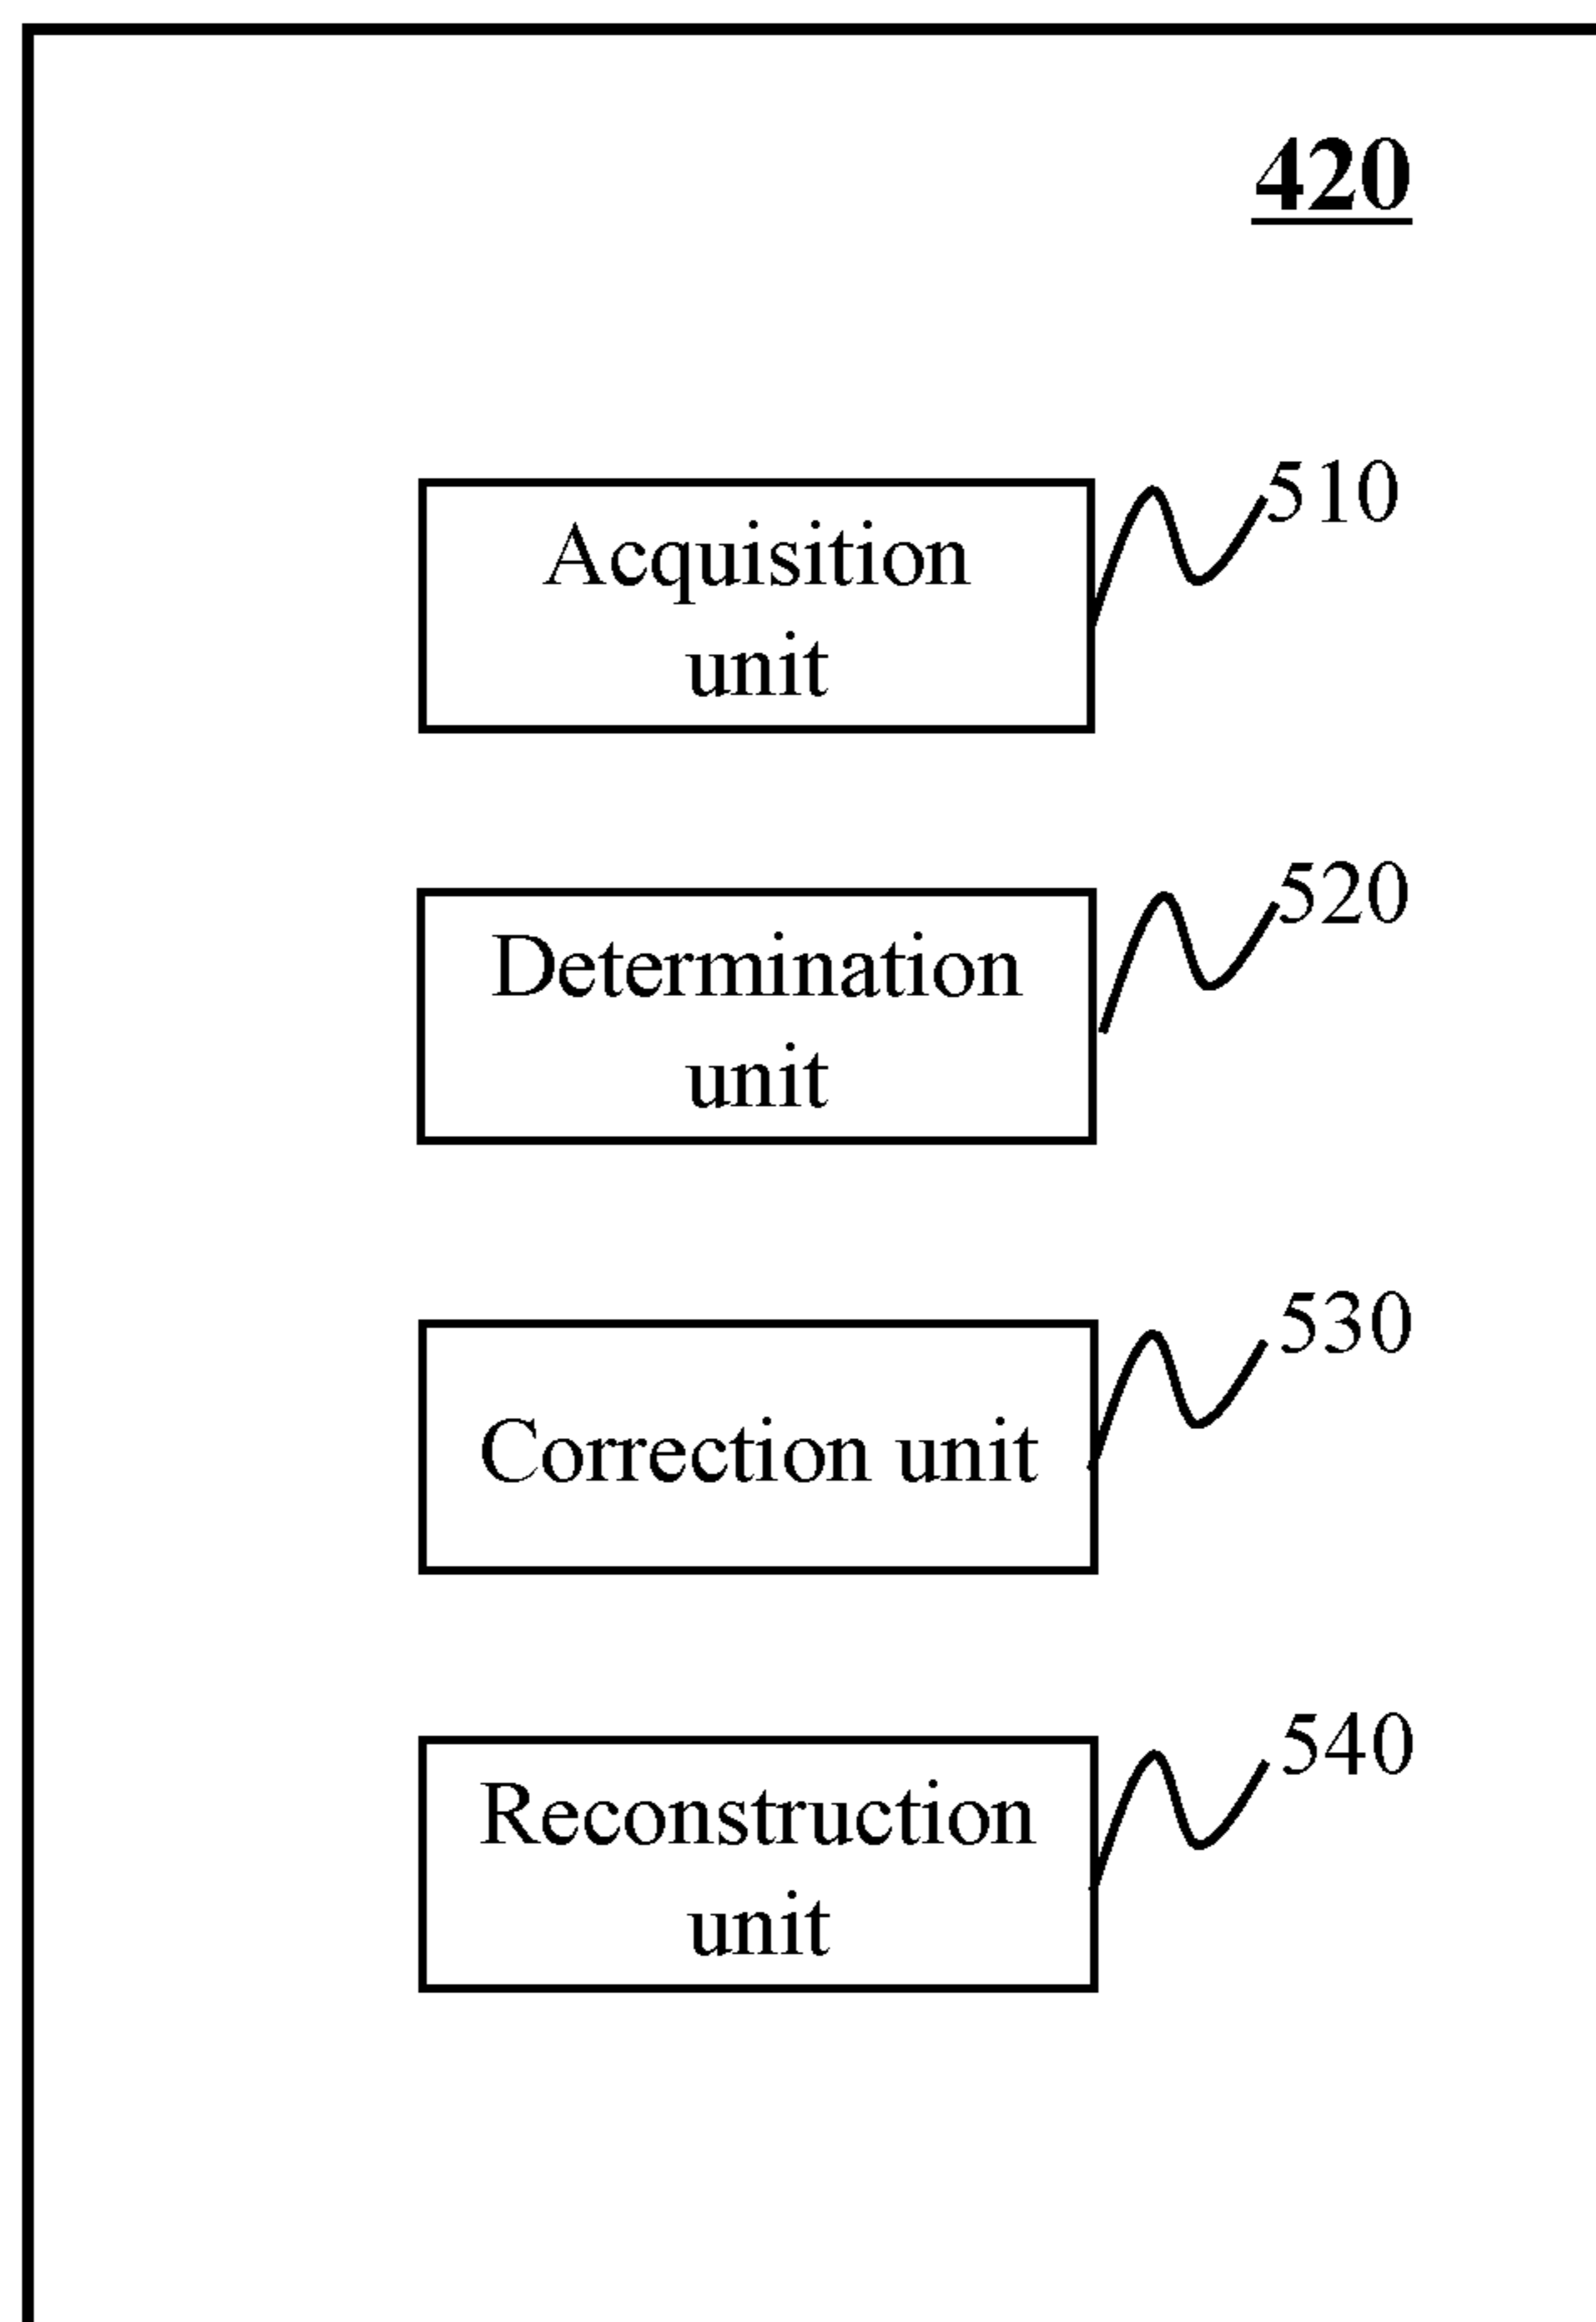 420
510
Acquisition
unit
520
Determination
unit
530
Correction unit
540
Reconstruction
unit